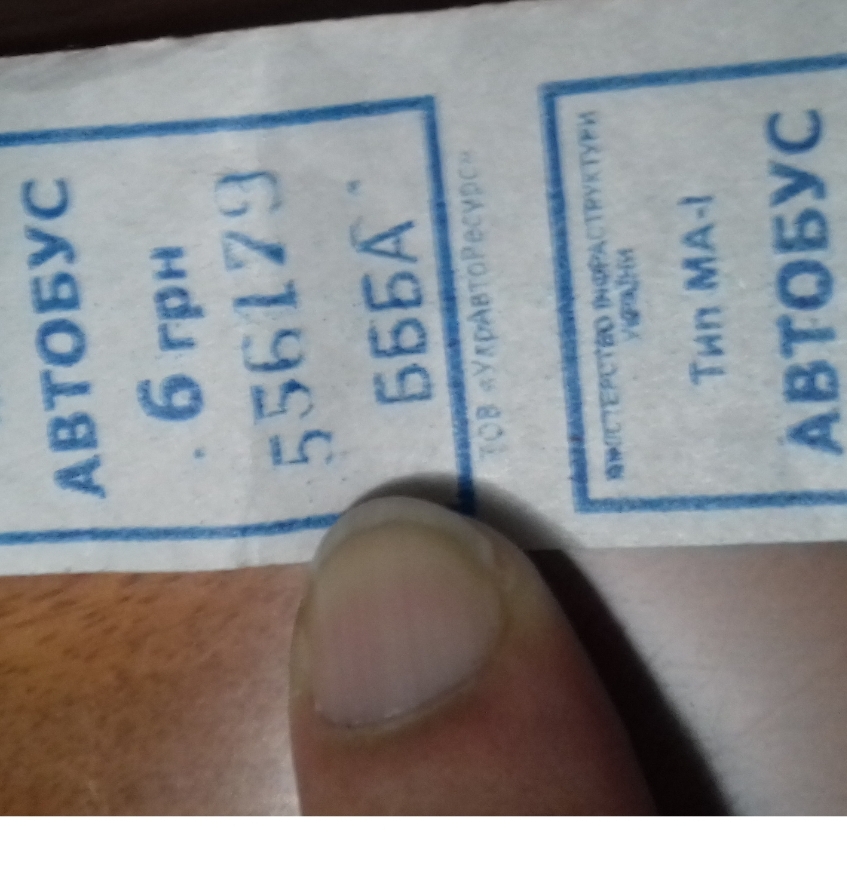 АВТОБУС
6 грн
556179
БББА
ТОВ «УкрАвтоРесурс»
МІНІСТЕРСТВО ІНФРАСТРУКТУРИ
УКРАЇНИ
Тип МА-І
АВТОБУС